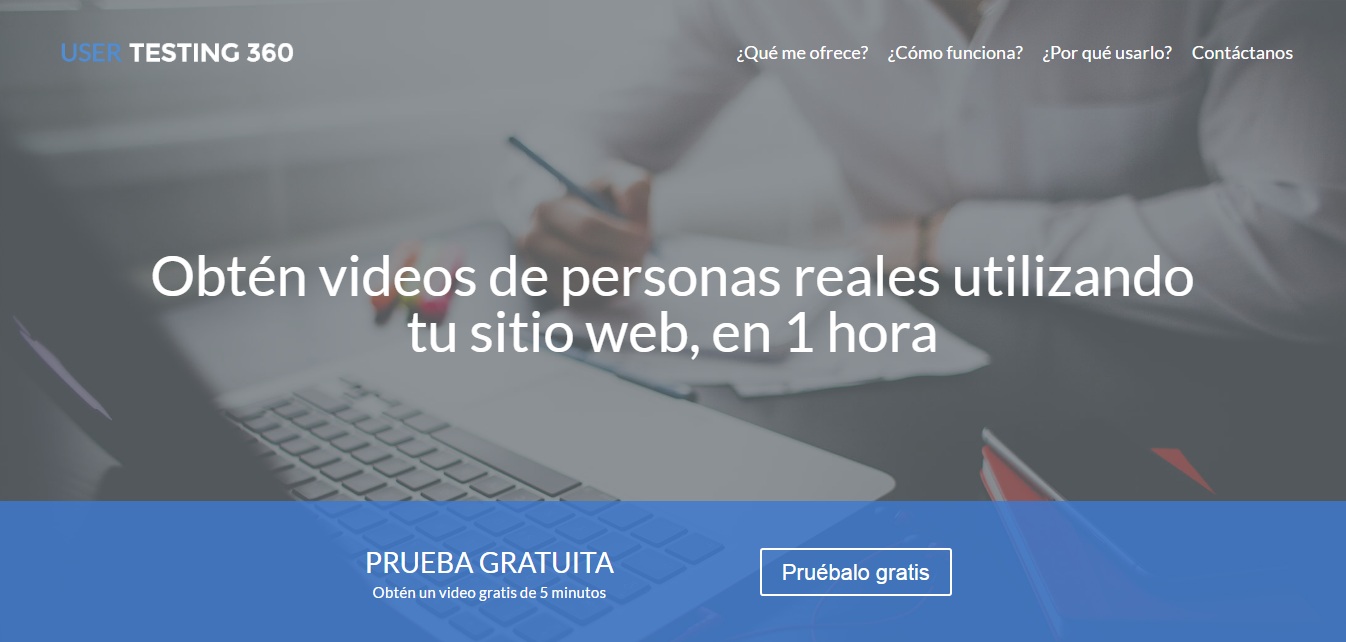 USER TESTING 360
¿Qué me ofrece? ¿Cómo funciona? ¿Por qué usarlo? Contáctanos
Obtén videos de personas reales utilizando
tu sitio web, en 1 hora
PRUEBA GRATUITA
Obtén un video gratis de 5 minutos
Pruébalo gratis